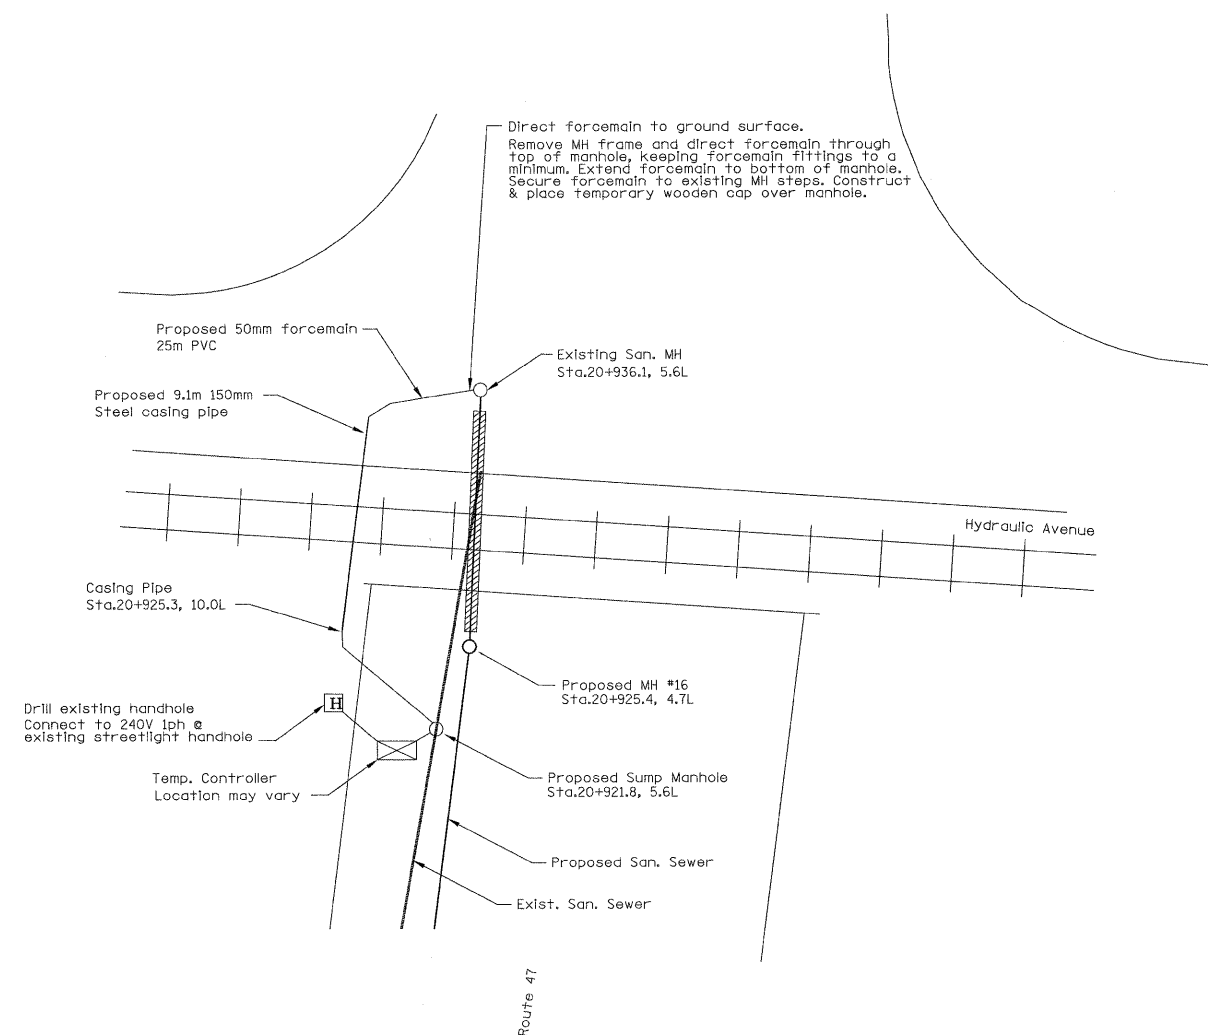 Direct forcemain to ground surface.
Remove MH frame and direct forcemain through
top of manhole, keeping forcemain fittings to a
minimum. Extend forcemain to bottom of manhole.
Secure forcemain to existing MH steps. Construct
& place temporary wooden cap over manhole.
Proposed 50mm forcemain
25m PVC
Existing San. MH
Sta.20+936.1, 5.6L
Proposed 9.1m 150mm
Steel casing pipe
Hydraulic Avenue
Casing Pipe
Sta.20+925.3, 10.0L
Proposed MH #16
Sta.20+925.4, 4.7L
H
Drill existing handhole
Connect to 240V 1ph @
existing streetlight handhole
Temp. Controller
Location may vary
Proposed Sump Manhole
Sta.20+921.8, 5.6L
Proposed San. Sewer
Exist. San. Sewer
Route 47